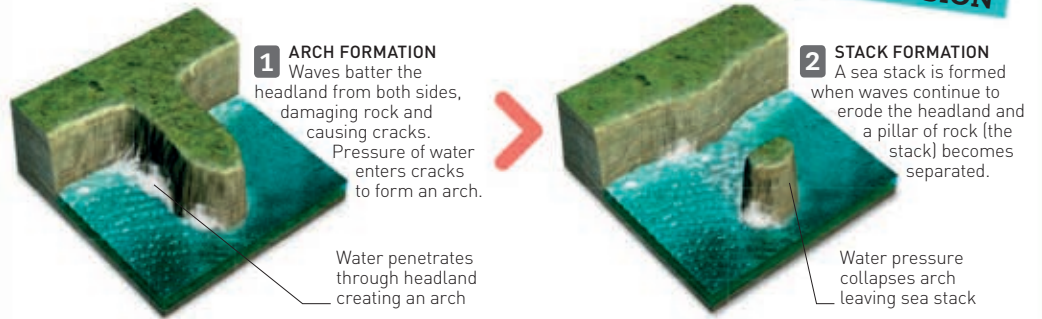 1
ARCH FORMATION
Waves batter the
headland from both sides,
damaging rock and
causing cracks.
Pressure of water
enters cracks
to form an arch.
Water penetrates
through headland
creating an arch
2
STACK FORMATION
A sea stack is formed
when waves continue to
erode the headland and
a pillar of rock (the
stack) becomes
separated.
Water pressure
collapses arch
leaving sea stack